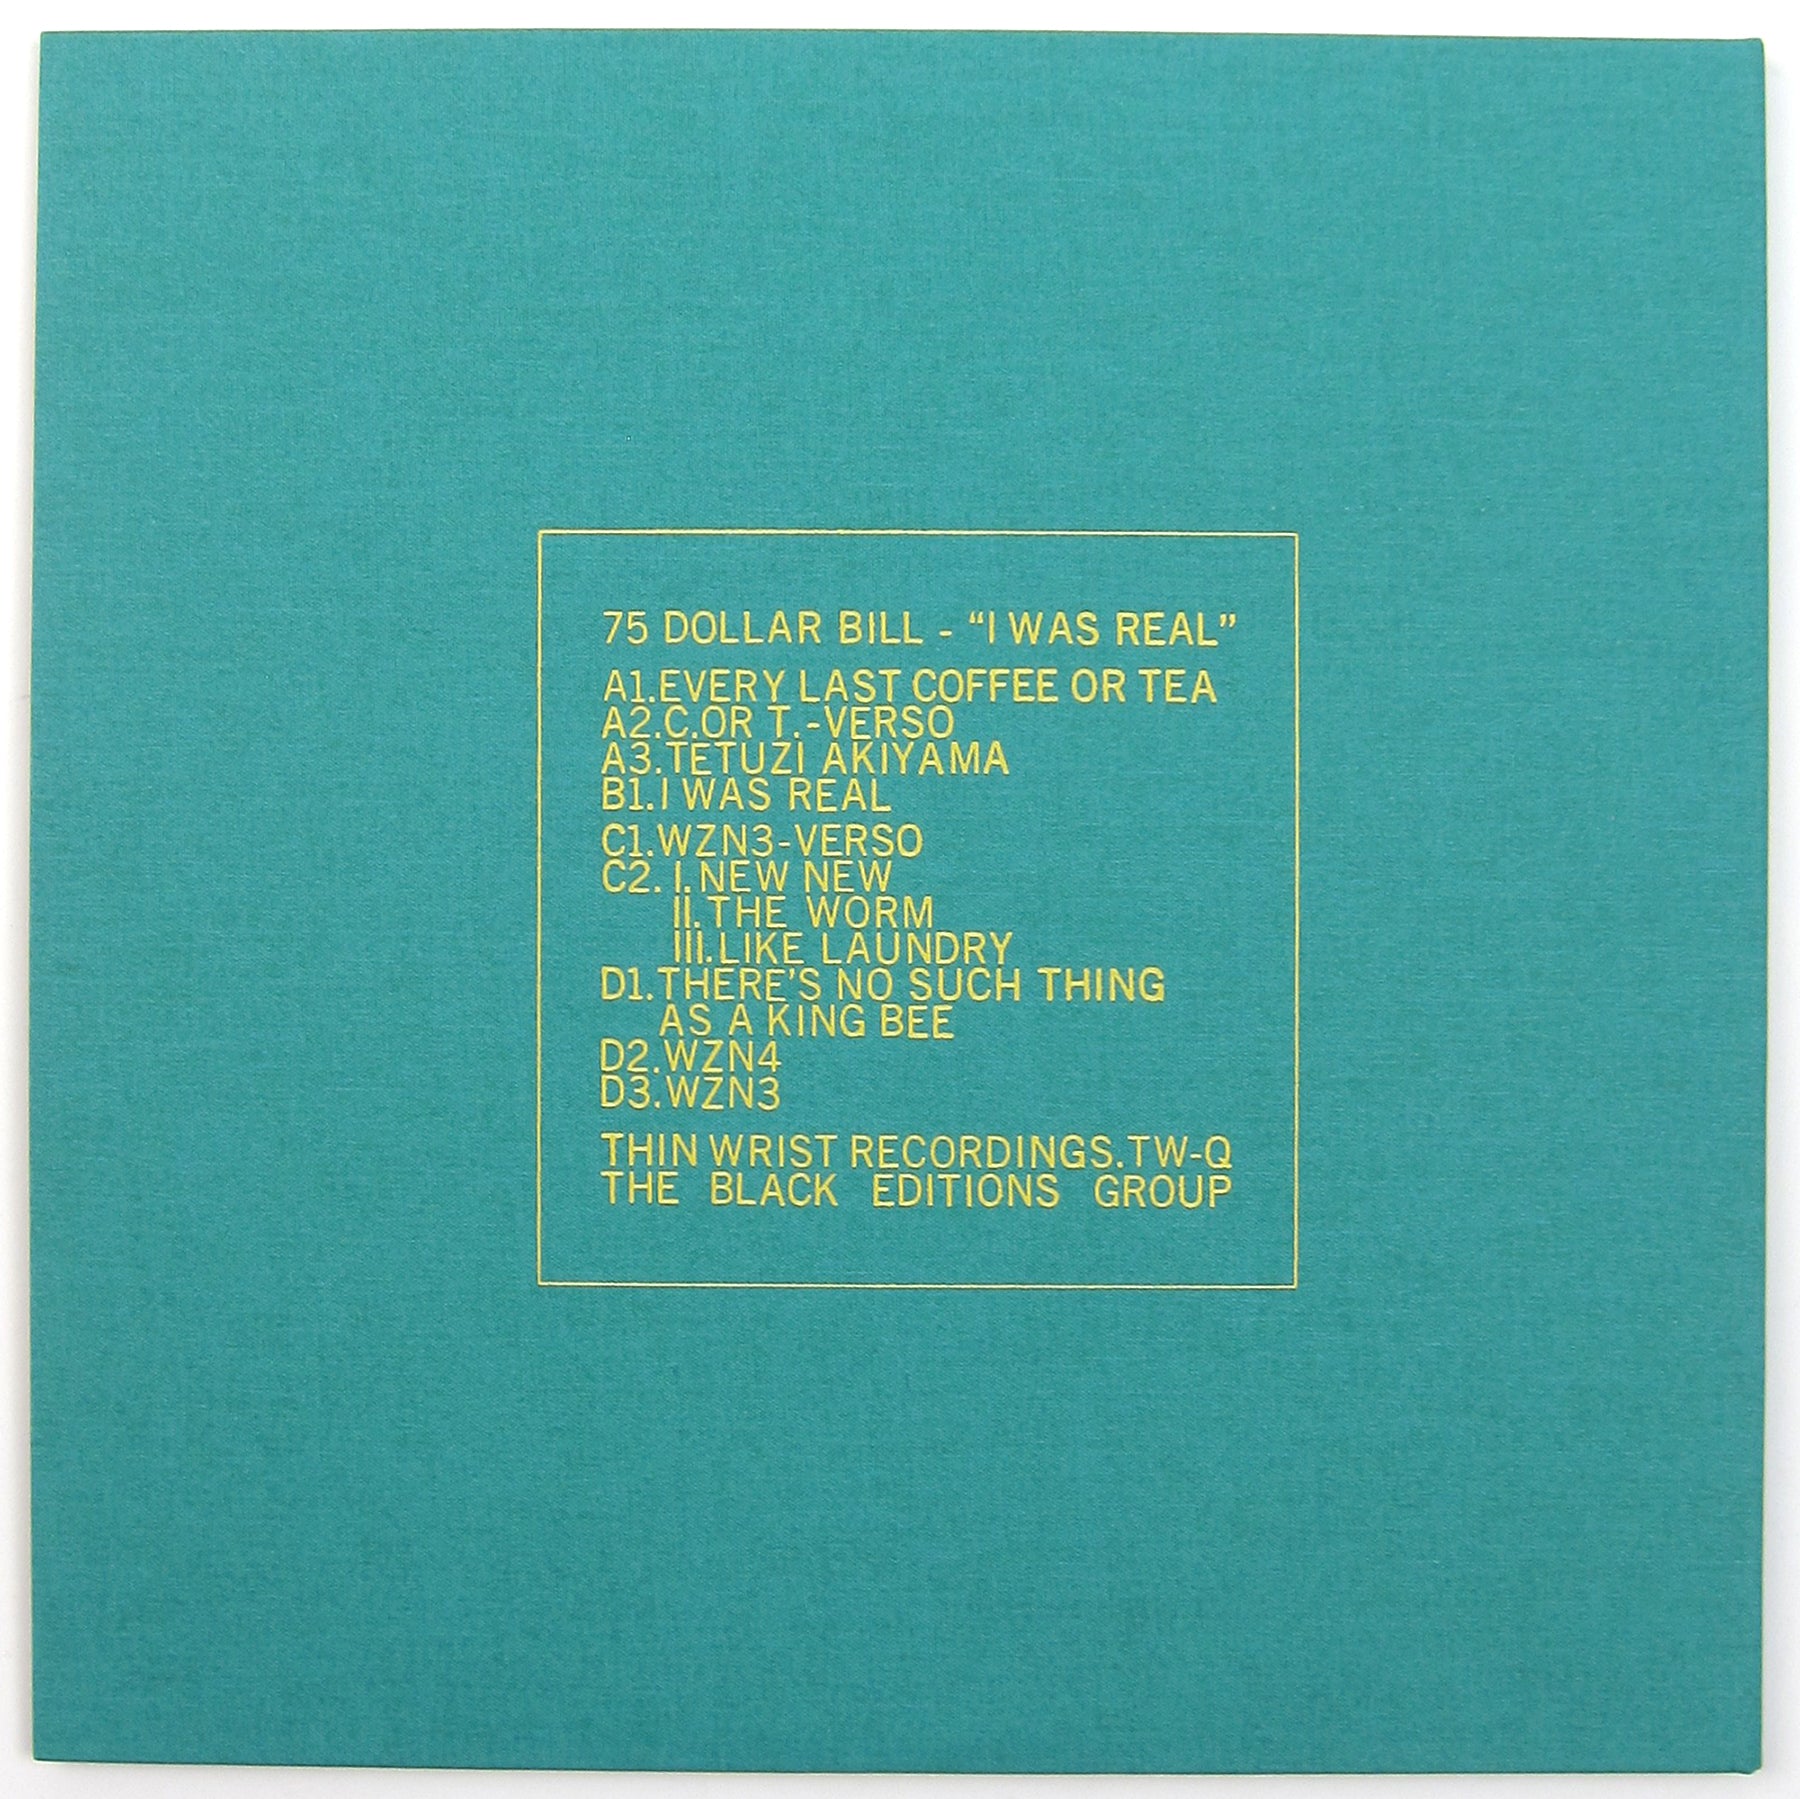 75 DOLLAR BILL - “I WAS REAL”
A1.EVERY LAST COFFEE OR TEA
A2.C.OR T.-VERSO
A3.TETUZI AKIYAMA
B1.I WAS REAL
C1.WZN3-VERSO
C2. I.NEW NEW
II.THE WORM
III.LIKE LAUNDRY
D1.THERE’S NO SUCH THING
AS A KING BEE
D2.WZN4
D3.WZN3
THIN WRIST RECORDINGS.TW-Q
THE BLACK EDITIONS GROUP